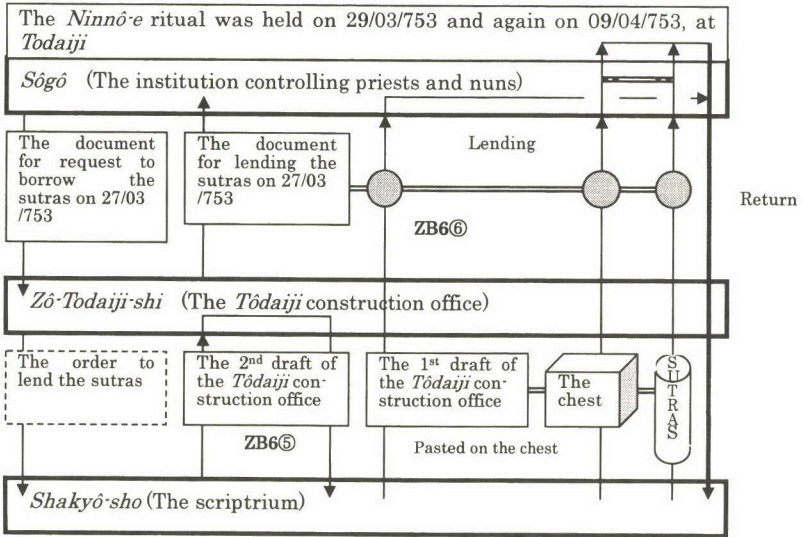 The Ninnô-e ritual was held on 29/03/753 and again on 09/04/753, at
Todaiji
Sôgô (The institution controlling priests and nuns)
The document
for request to
borrow the
sutras on 27/03
/753
The document
for lending the
sutras on 27/03
/753
Lending
Return
ZB6⑥
Zô-Todaiji-shi (The Tôdaiji construction office)
The order to
lend the sutras
The 2nd draft of
the Tôdaiji con-
struction office
The 1st draft of
the Tôdaiji con-
struction office
The
chest
SUTRAS
ZB6⑤
Pasted on the chest
Shakyô-sho (The scriptrium)